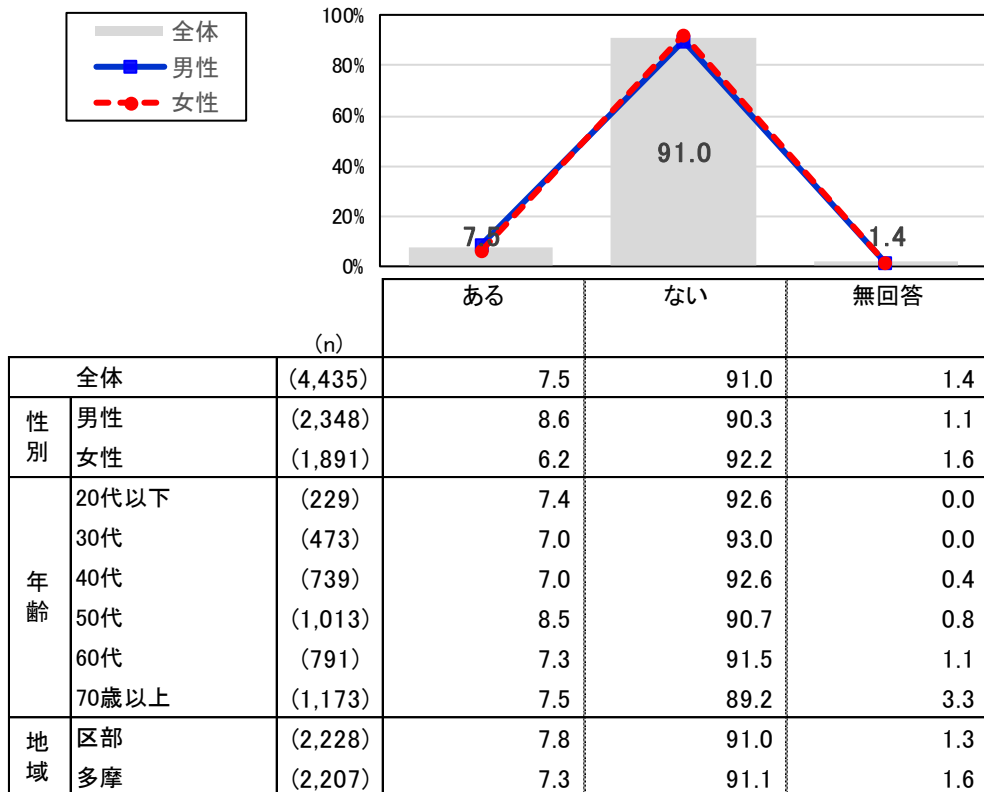 全体
男性
女性
100%
80%
60%
40%
20%
0%
7.5
91.0
1.4
ある ない 無回答
(n)
全体 (4,435) 7.5 91.0 1.4
性別
男性 (2,348) 8.6 90.3 1.1
女性 (1,891) 6.2 92.2 1.6
年齢
20代以下 (229) 7.4 92.6 0.0
30代 (473) 7.0 93.0 0.0
40代 (739) 7.0 92.6 0.4
50代 (1,013) 8.5 90.7 0.8
60代 (791) 7.3 91.5 1.1
70歳以上 (1,173) 7.5 89.2 3.3
地域
区部 (2,228) 7.8 91.0 1.3
多摩 (2,207) 7.3 91.1 1.6